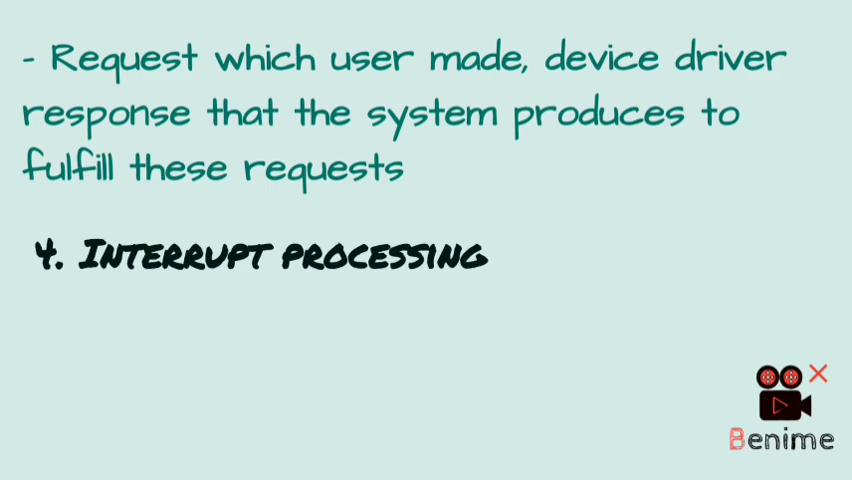 - Request which user made, device driver
response that the system produces to
fulfill these requests
4. Interrupt processing
Benime